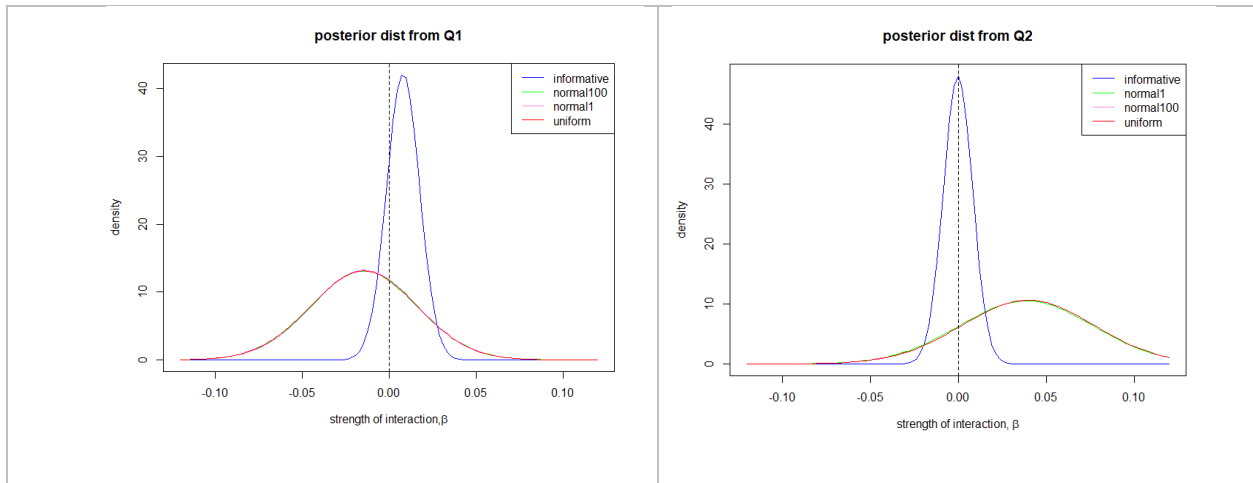 posterior dist from Q1
informative
normal100
normal1
uniform
density
0
10
20
30
40
-0.10
-0.05
0.00
0.05
0.10
strength of interaction,β
posterior dist from Q2
informative
normal1
normal100
uniform
density
0
10
20
30
40
-0.10
-0.05
0.00
0.05
0.10
strength of interaction, β